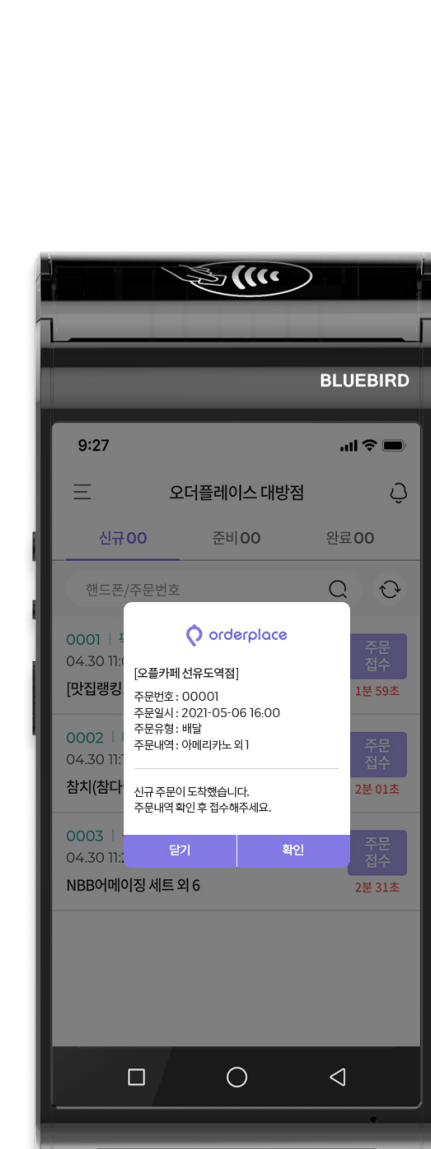 BLUEBIRD
9:27
오더플레이스 대방점
신규 00 준비 00 완료 00
핸드폰/주문번호
orderplace
[오플카페 선유도역점]
주문번호 : 00001
주문일시 : 2021-05-06 16:00
주문유형 : 배달
주문내역 : 아메리카노 외 1
신규 주문이 도착했습니다.
주문내역 확인 후 접수해주세요.
닫기 확인
0001
04.30 11:
[맛집랭킹
주문
접수
1분 59초
0002
04.30 11:
참치(참다
주문
접수
2분 01초
0003
04.30 11:
NBB어메이징 세트 외 6
주문
접수
2분 31초